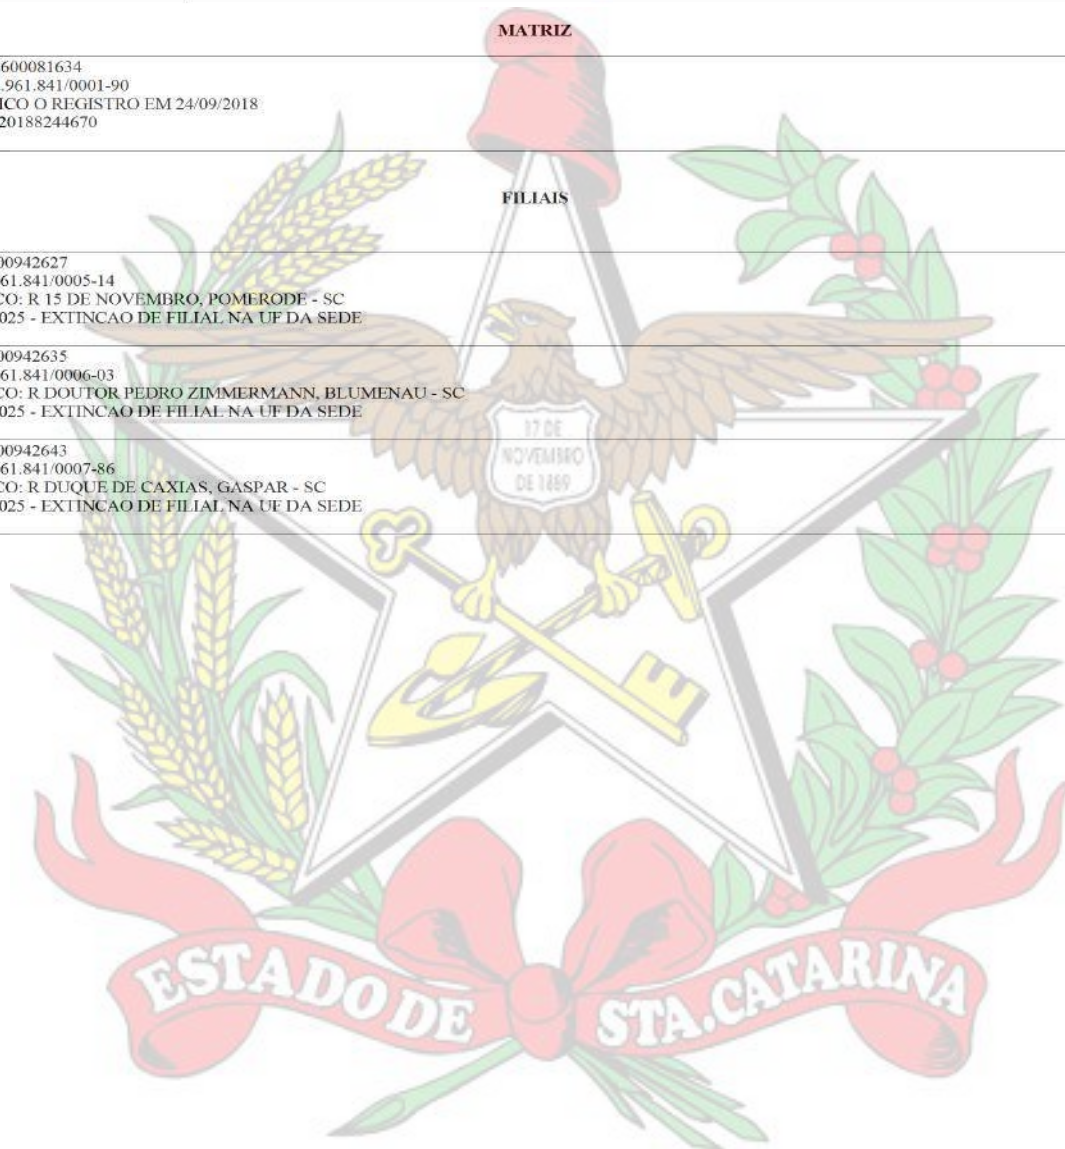 MATRIZ
600081634
.961.841/0001-90
ICO O REGISTRO EM 24/09/2018
20188244670
FILIAIS
00942627
61.841/0005-14
CO: R 15 DE NOVEMBRO, POMERODE - SC
025 - EXTINCAO DE FILIAL NA UF DA SEDE
00942635
61.841/0006-03
CO: R DOUTOR PEDRO ZIMMERMANN, BLUMENAU - SC
025 - EXTINCAO DE FILIAL NA UF DA SEDE
00942643
61.841/0007-86
CO: R DUQUE DE CAXIAS, GASPAR - SC
025 - EXTINCAO DE FILIAL NA UF DA SEDE
17 DE
NOVEMBRO
DE 1889
ESTADO DE STA. CATARINA